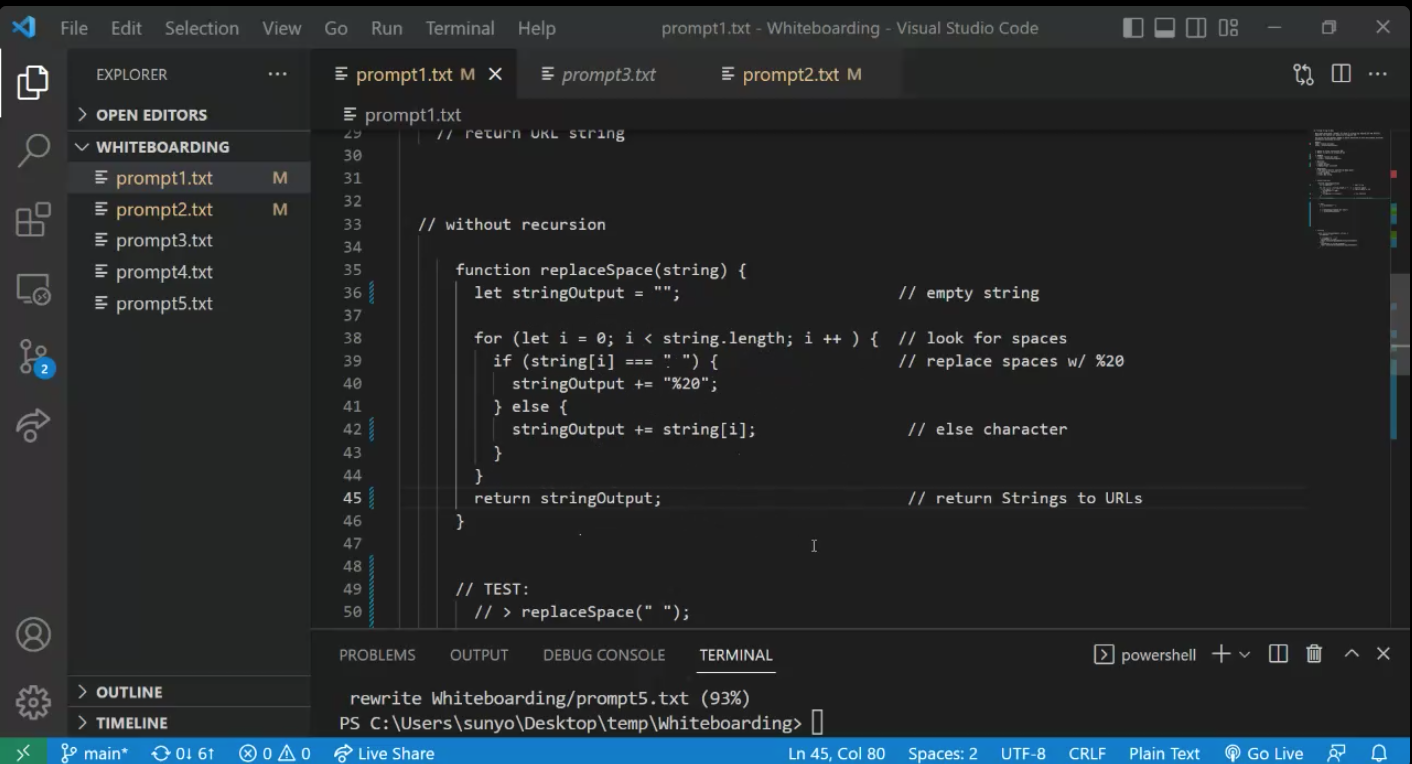 File Edit Selection View Go Run Terminal Help prompt1.txt - Whiteboarding - Visual Studio Code
EXPLORER
OPEN EDITORS
WHITEBOARDING
prompt1.txt M
prompt2.txt M
prompt3.txt
prompt4.txt
prompt5.txt
OUTLINE
TIMELINE
2
prompt1.txt M prompt3.txt prompt2.txt M
prompt1.txt
29 // return URL string
30
31
32
33 // without recursion
34
35 function replaceSpace(string) {
36 let stringOutput = ""; // empty string
37
38 for (let i = 0; i < string.length; i ++ ) { // look for spaces
39 if (string[i] === " ") { // replace spaces w/ %20
40 stringOutput += "%20";
41 } else {
42 stringOutput += string[i]; // else character
43 }
44 }
45 return stringOutput; // return Strings to URLs
46 }
47
48
49 // TEST:
50 // > replaceSpace(" ");
PROBLEMS OUTPUT DEBUG CONSOLE TERMINAL powershell
rewrite Whiteboarding/prompt5.txt (93%)
PS C:\Users\sunyo\Desktop\temp\Whiteboarding>
main* 0↓ 6↑ 0 0 Live Share Ln 45, Col 80 Spaces: 2 UTF-8 CRLF Plain Text Go Live